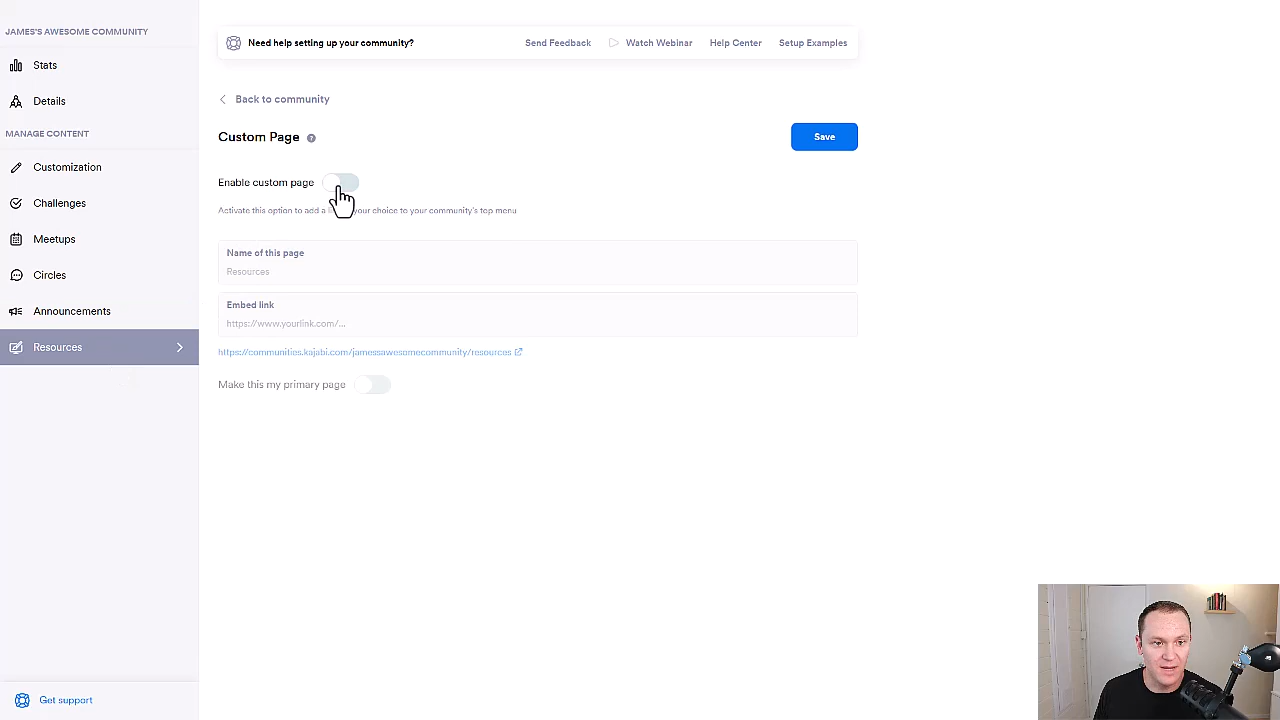 JAMES'S AWESOME COMMUNITY
Stats
Details
MANAGE CONTENT
Customization
Challenges
Meetups
Circles
Announcements
Resources
Get support
Need help setting up your community?
Send Feedback
Watch Webinar
Help Center
Setup Examples
Back to community
Custom Page ?
Save
Enable custom page
Activate this option to add a your choice to your community's top menu
Name of this page
Resources
Embed link
https://www.yourlink.com/...
https://communities.kajabi.com/jamessawesomecommunity/resources
Make this my primary page